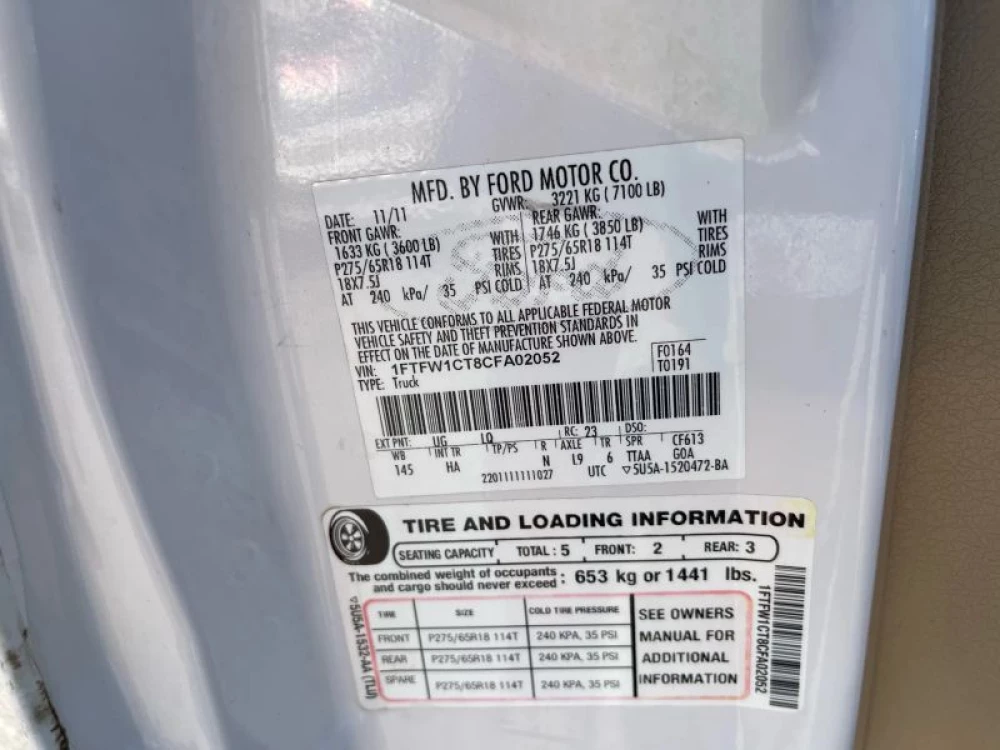 MFD. BY FORD MOTOR CO.
DATE: 11/11 GVWR: 3221 KG ( 7100 LB)
FRONT GAWR: REAR GAWR:
1633 KG ( 3600 LB) WITH 1746 KG ( 3850 LB) WITH
P275/65R18 114T TIRES P275/65R18 114T TIRES
18X7.5J RIMS 18X7.5J RIMS
AT 240 kPa/ 35 PSI COLD AT 240 kPa/ 35 PSI COLD
THIS VEHICLE CONFORMS TO ALL APPLICABLE FEDERAL MOTOR
VEHICLE SAFETY AND THEFT PREVENTION STANDARDS IN
EFFECT ON THE DATE OF MANUFACTURE SHOWN ABOVE.
VIN: 1FTFW1CT8CFA02052 F0164
TYPE: Truck T0191
EXT PNT: UG LQ RC: 23 DSO:
WB INT TR TP/PS R AXLE TR SPR CF613
145 HA N L9 6 TTAA GOA
2201111111027 UTC ▽5U5A-1520472-BA
TIRE AND LOADING INFORMATION
SEATING CAPACITY TOTAL : 5 FRONT: 2 REAR: 3
The combined weight of occupants and cargo should never exceed : 653 kg or 1441 lbs.
TIRE SIZE COLD TIRE PRESSURE
FRONT P275/65R18 114T 240 KPA, 35 PSI
REAR P275/65R18 114T 240 KPA, 35 PSI
SPARE P275/65R18 114T 240 KPA, 35 PSI
SEE OWNERS
MANUAL FOR
ADDITIONAL
INFORMATION
▽5U5A-1532-AA (TLU)
1FTFW1CT8CFA02052